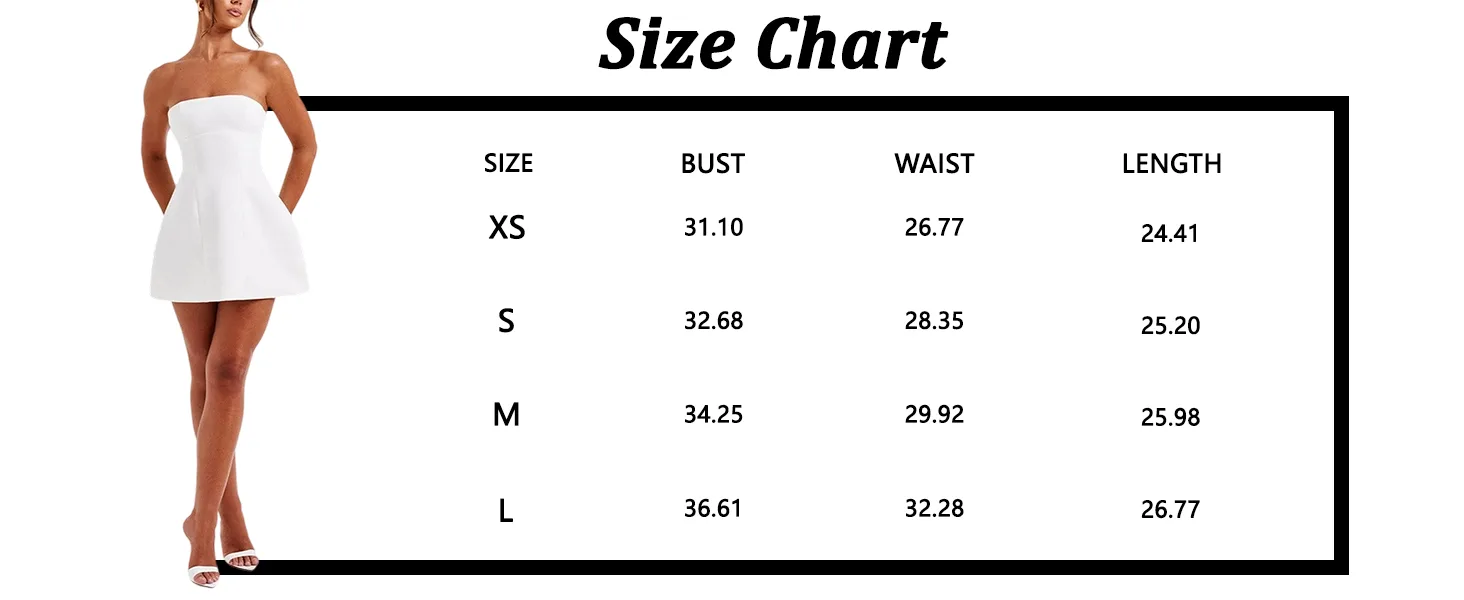 Size Chart
SIZE BUST WAIST LENGTH
XS 31.10 26.77 24.41
S 32.68 28.35 25.20
M 34.25 29.92 25.98
L 36.61 32.28 26.77